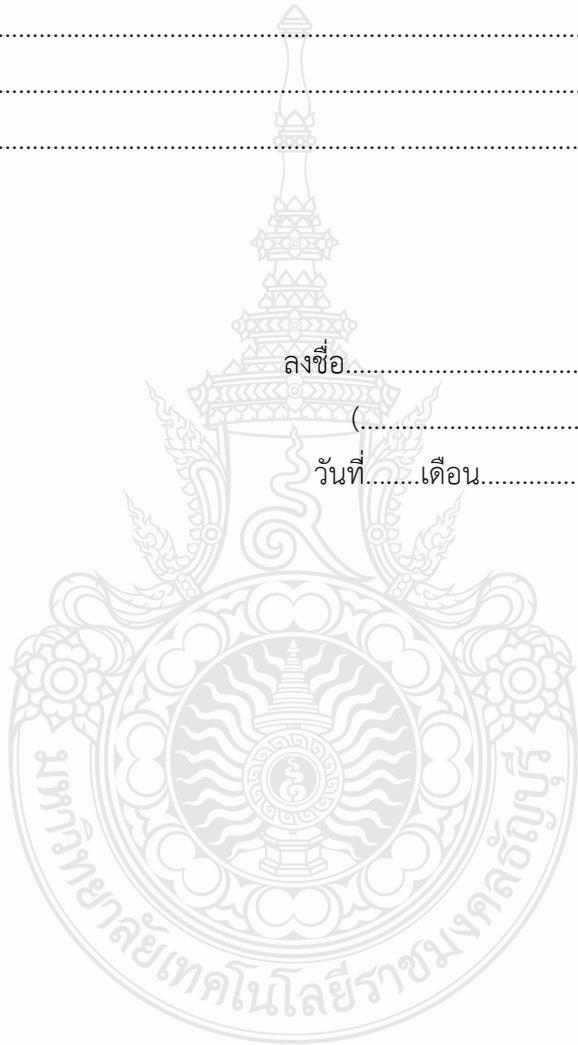 ................................................................................................
................................................................................................
................................................................ ............................
ลงชื่อ.................................
(................................
วันที่........เดือน..............
มหาวิทยาลัยเทคโนโลยีราชมงคลธัญบุรี